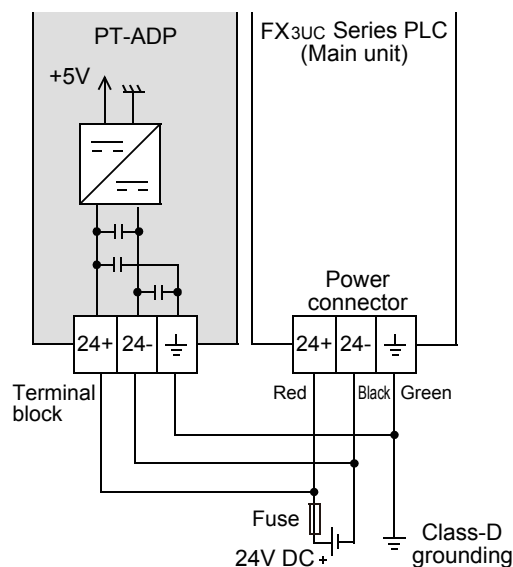 PT-ADP
+5V
24+ 24-
Terminal
block
FX3UC Series PLC
(Main unit)
Power
connector
24+ 24-
Red Black Green
Fuse
24V DC +
Class-D
grounding